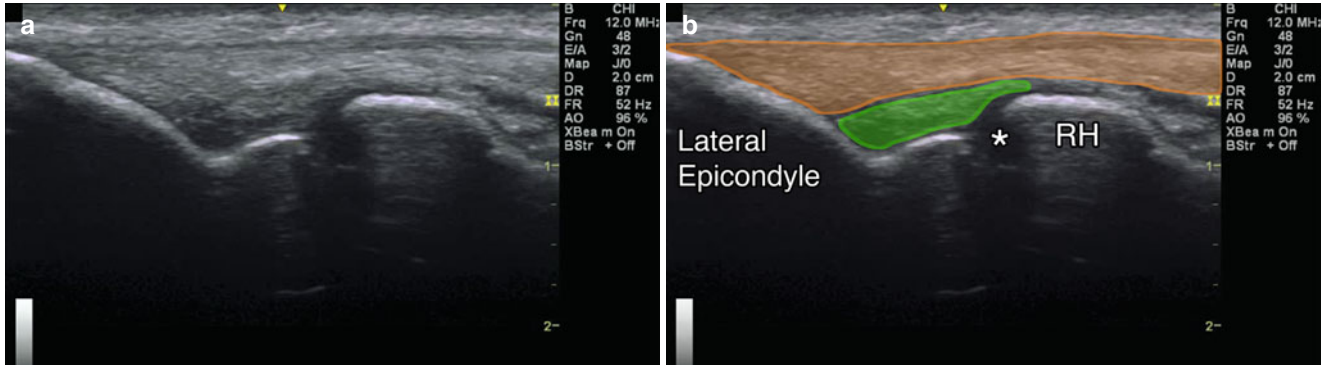 a
B CHI
Frq 12.0 MHz
Gn 48
E/A 3/2
Map J/0
D 2.0 cm
DR 87
FR 52 Hz
AO 96 %
XBea m On
BStr + Off
1
2
b
B CHI
Frq 12.0 MHz
Gn 48
E/A 3/2
Map J/0
D 2.0 cm
DR 87
FR 52 Hz
AO 96 %
XBea m On
BStr + Off
Lateral
Epicondyle
* RH
1
2